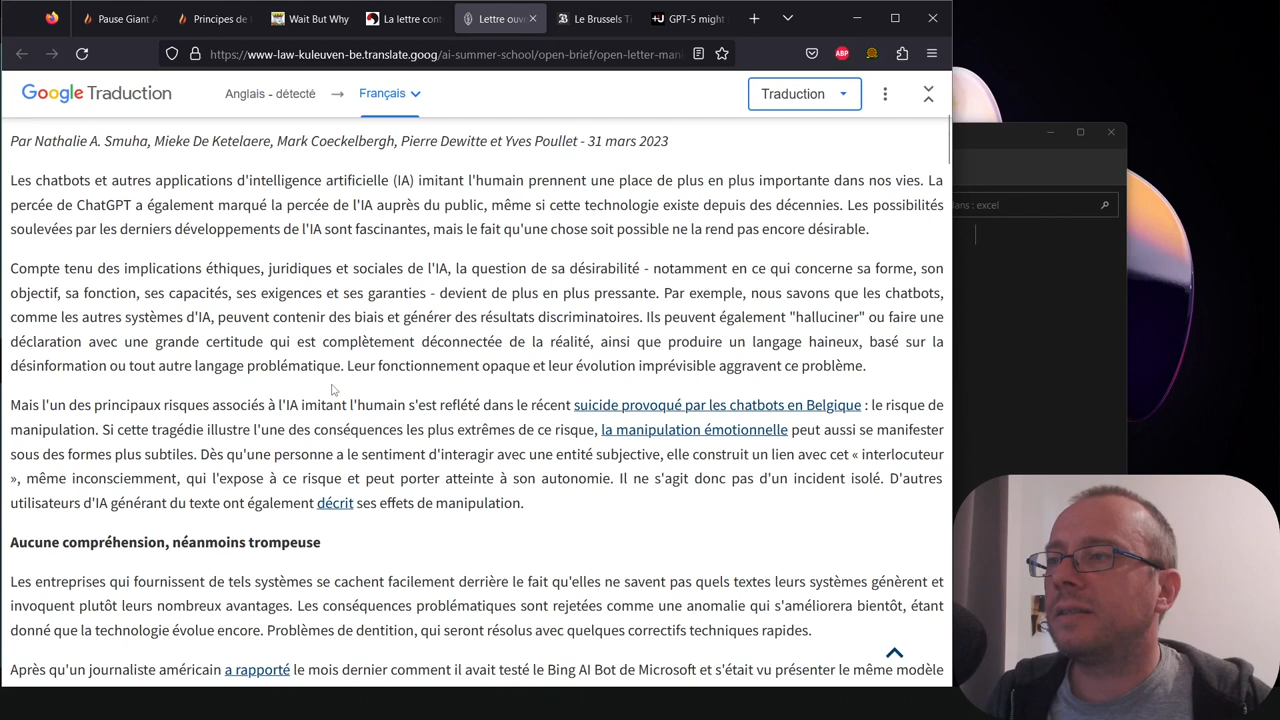 Pause Giant A
Principes de
Wait But Why
La lettre con
Lettre ouv
Le Brussels Ti
GPT-5 might
https://www-law-kuleuven-be.translate.goog/ai-summer-school/open-brief/open-letter-mani
ABP
Google Traduction
Anglais - détecté
Français
Traduction
Par Nathalie A. Smuha, Mieke De Ketelaere, Mark Coeckelbergh, Pierre Dewitte et Yves Poullet - 31 mars 2023
Les chatbots et autres applications d'intelligence artificielle (IA) imitant l'humain prennent une place de plus en plus importante dans nos vies. La
percée de ChatGPT a également marqué la percée de l'IA auprès du public, même si cette technologie existe depuis des décennies. Les possibilités
soulevées par les derniers développements de l'IA sont fascinantes, mais le fait qu'une chose soit possible ne la rend pas encore désirable.
Compte tenu des implications éthiques, juridiques et sociales de l'IA, la question de sa désirabilité - notamment en ce qui concerne sa forme, son
objectif, sa fonction, ses capacités, ses exigences et ses garanties - devient de plus en plus pressante. Par exemple, nous savons que les chatbots,
comme les autres systèmes d'IA, peuvent contenir des biais et générer des résultats discriminatoires. Ils peuvent également "halluciner" ou faire une
déclaration avec une grande certitude qui est complètement déconnectée de la réalité, ainsi que produire un langage haineux, basé sur la
désinformation ou tout autre langage problématique. Leur fonctionnement opaque et leur évolution imprévisible aggravent ce problème.
Mais l'un des principaux risques associés à l'IA imitant l'humain s'est reflété dans le récent suicide provoqué par les chatbots en Belgique : le risque de
manipulation. Si cette tragédie illustre l'une des conséquences les plus extrêmes de ce risque, la manipulation émotionnelle peut aussi se manifester
sous des formes plus subtiles. Dès qu'une personne a le sentiment d'interagir avec une entité subjective, elle construit un lien avec cet « interlocuteur
», même inconsciemment, qui l'expose à ce risque et peut porter atteinte à son autonomie. Il ne s'agit donc pas d'un incident isolé. D'autres
utilisateurs d'IA générant du texte ont également décrit ses effets de manipulation.
Aucune compréhension, néanmoins trompeuse
Les entreprises qui fournissent de tels systèmes se cachent facilement derrière le fait qu'elles ne savent pas quels textes leurs systèmes génèrent et
invoquent plutôt leurs nombreux avantages. Les conséquences problématiques sont rejetées comme une anomalie qui s'améliorera bientôt, étant
donné que la technologie évolue encore. Problèmes de dentition, qui seront résolus avec quelques correctifs techniques rapides.
Après qu'un journaliste américain a rapporté le mois dernier comment il avait testé le Bing AI Bot de Microsoft et s'était vu présenter le même modèle
lans : excel